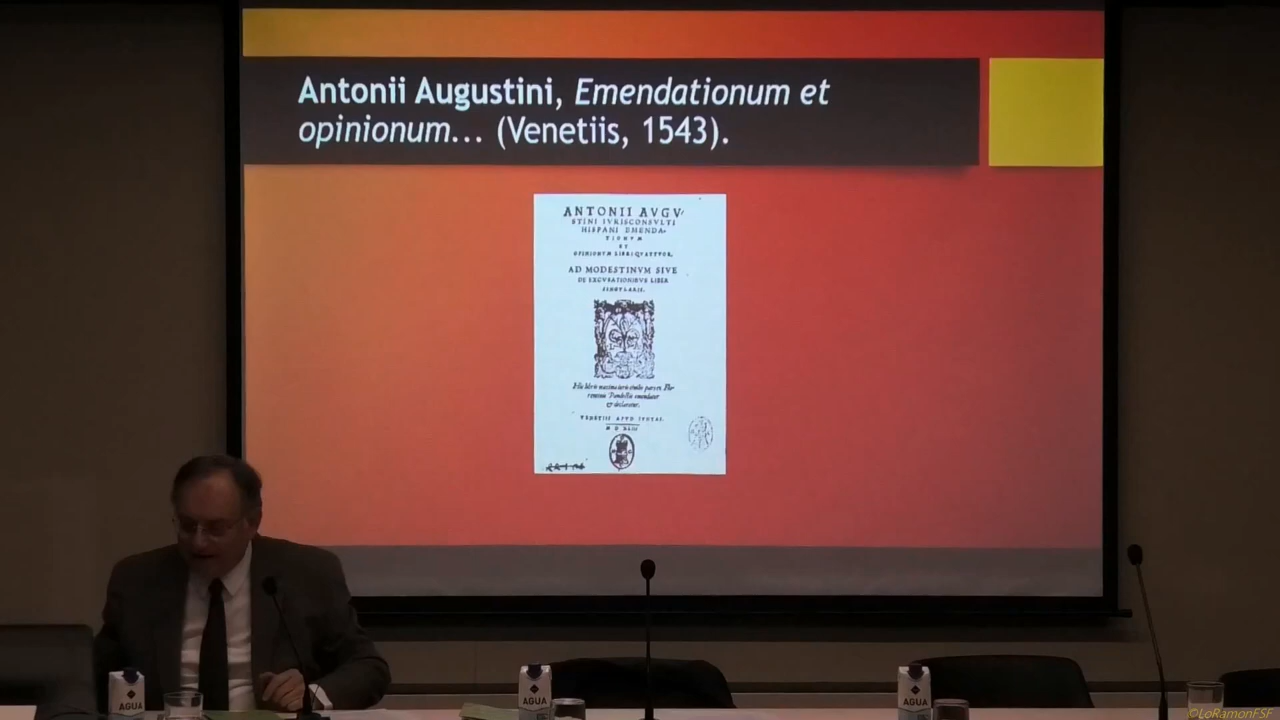 Antonii Augustini, Emendationum et
opinionum... (Venetiis, 1543).
ANTONII AVGV-
STINI IVRISCONSVLTI
HISPANI EMENDA-
TIONVM
ET
OPINIONVM LIBRI QVATTVOR,
AD MODESTINVM SIVE
DE EXCVSATIONIBVS LIBER
SINGVLARIS.
VENETIIS APVD IVNTAS.
M D XLIII
AGUA
AGUA
AGUA
©LoRamonFSF